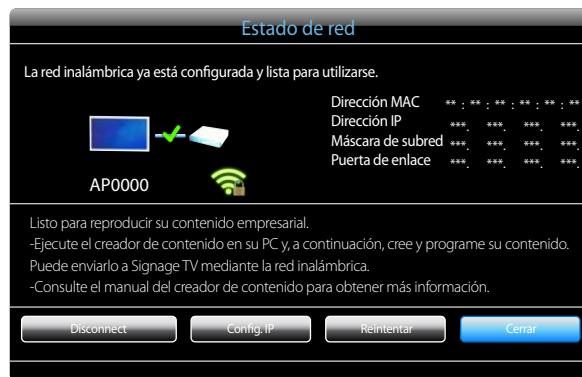 Estado de red
La red inalámbrica ya está configurada y lista para utilizarse.
Dirección MAC ** : ** : ** : ** : ** : **
Dirección IP ***. ***. ***. ***
Máscara de subred ***. ***. ***. ***
Puerta de enlace ***. ***. ***. ***
AP0000
Listo para reproducir su contenido empresarial.
-Ejecute el creador de contenido en su PC y, a continuación, cree y programe su contenido.
Puede enviarlo a Signage TV mediante la red inalámbrica.
-Consulte el manual del creador de contenido para obtener más información.
Disconnect Config. IP Reintentar Cerrar